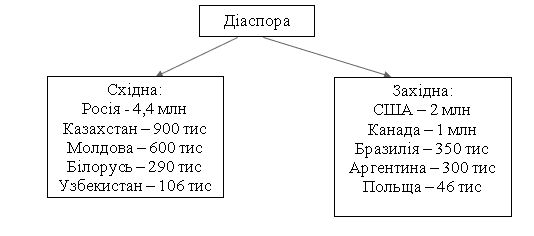 Діаспора
Східна:
Росія - 4,4 млн
Казахстан – 900 тис
Молдова – 600 тис
Білорусь – 290 тис
Узбекистан – 106 тис
Західна:
США – 2 млн
Канада – 1 млн
Бразилія – 350 тис
Аргентина – 300 тис
Польща – 46 тис